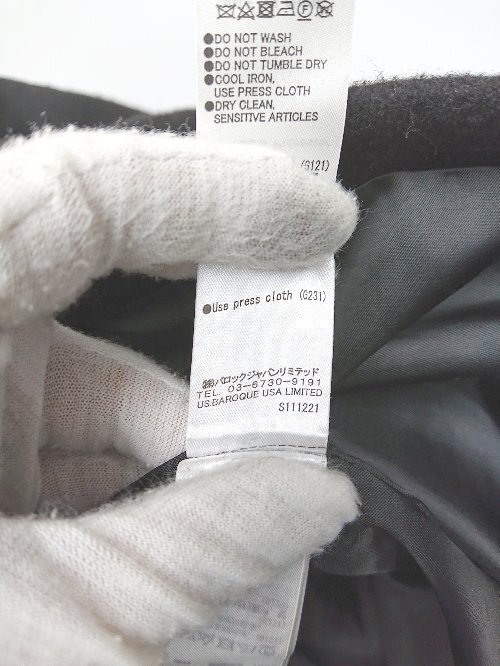 ●DO NOT WASH
●DO NOT BLEACH
●DO NOT TUMBLE DRY
●COOL IRON,
USE PRESS CLOTH
●DRY CLEAN,
SENSITIVE ARTICLES
(G121)
●Use press cloth (G231)
㈱バロックジャパンリミテッド
TEL. 03-6730-9191
US.BAROQUE USA LIMITED
S111221